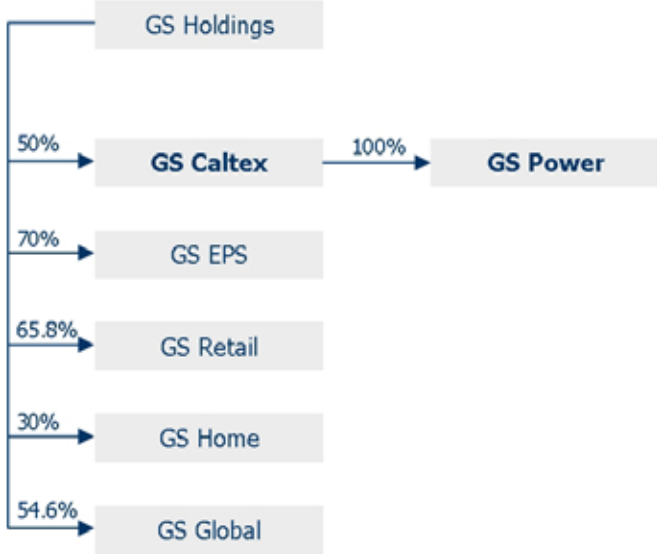 GS Holdings
50%
GS Caltex
100%
GS Power
70%
GS EPS
65.8%
GS Retail
30%
GS Home
54.6%
GS Global